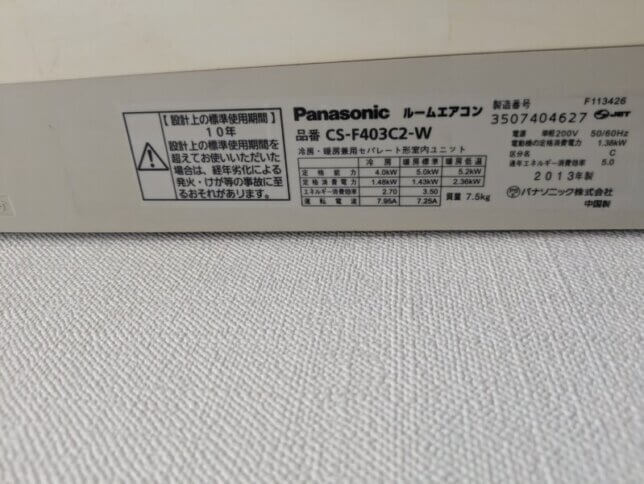 【設計上の標準使用期間】
10年
設計上の標準使用期間を
超えてお使いいただいた
場合は、経年劣化による
発火・けが等の事故に至
るおそれがあります。
Panasonic ルームエアコン
品番 CS-F403C2-W
冷房・暖房兼用セパレート形室内ユニット
冷房 暖房標準 暖房低温
定格能力 4.0kW 5.0kW 5.2kW
定格消費電力 1.48kW 1.43kW 2.36kW
エネルギー消費効率 2.70 3.50
運転電流 7.95A 7.25A
質量 7.5kg
F113426
製造番号
3507404627 JET
電源 単相200V 50/60Hz
電動機の定格消費電力 1.38kW
区分名 C
通年エネルギー消費効率 5.0
2013年製
パナソニック株式会社
中国製